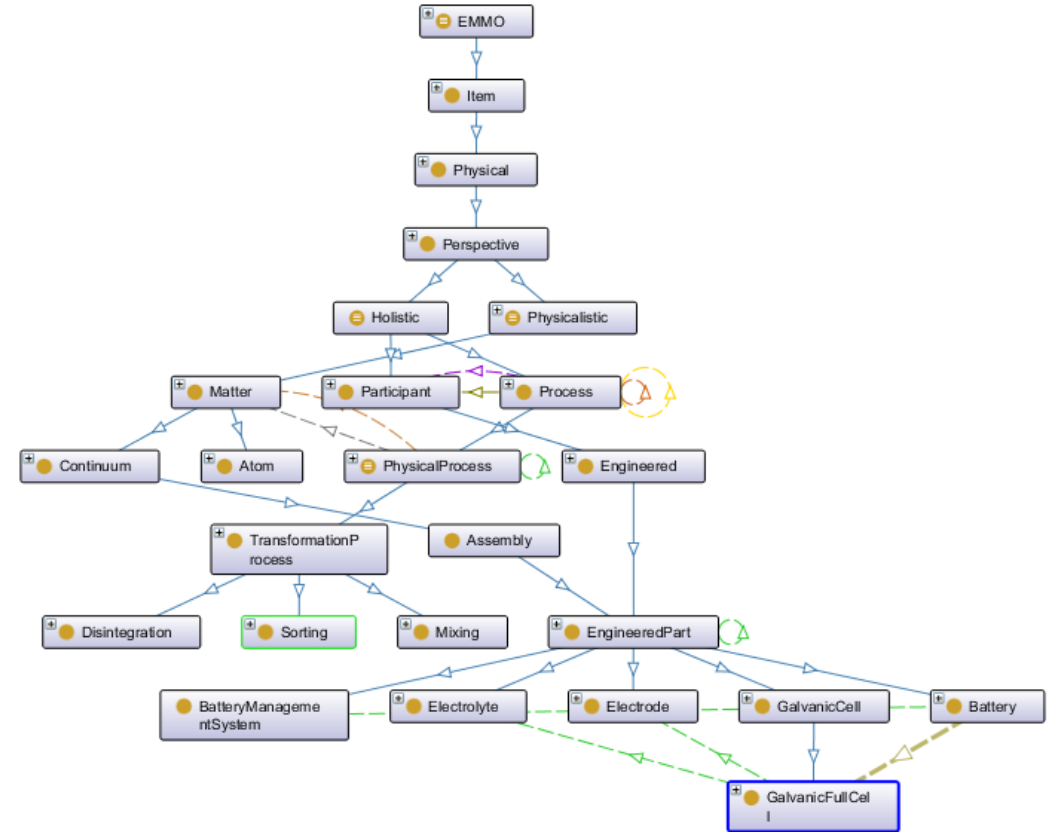 EMMO
Item
Physical
Perspective
Holistic
Physicalistic
Matter
Participant
Process
Continuum
Atom
PhysicalProcess
Engineered
TransformationP
rocess
Assembly
Disintegration
Sorting
Mixing
EngineeredPart
BatteryManageme
ntSystem
Electrolyte
Electrode
GalvanicCell
Battery
GalvanicFullCel
l